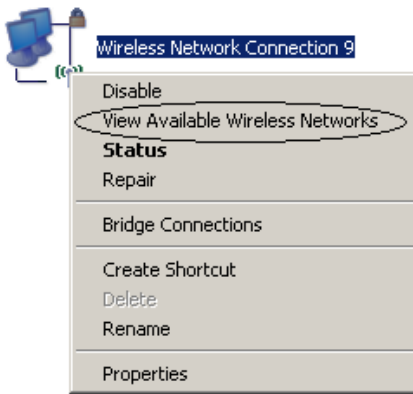 Wireless Network Connection 9
Disable
View Available Wireless Networks
Status
Repair
Bridge Connections
Create Shortcut
Delete
Rename
Properties